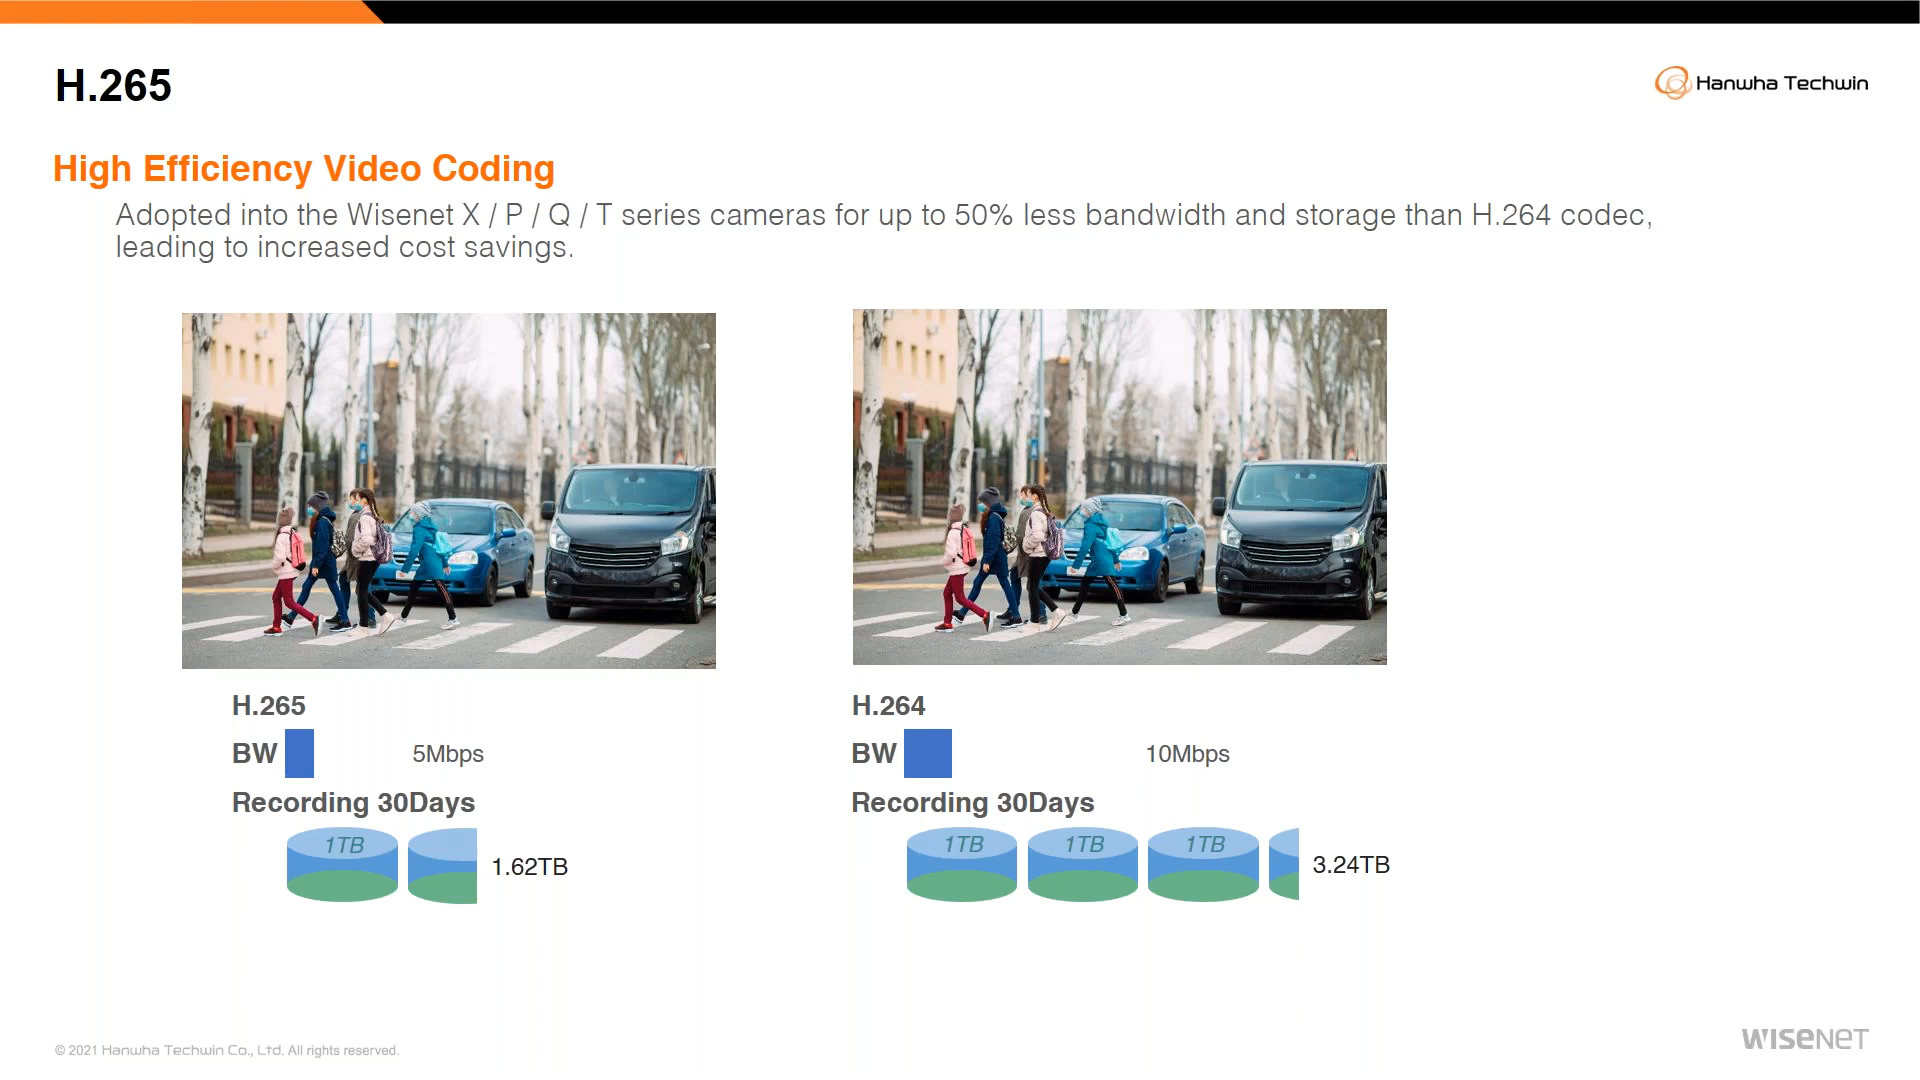 H.265
Hanwha Techwin
High Efficiency Video Coding
Adopted into the Wisenet X / P / Q / T series cameras for up to 50% less bandwidth and storage than H.264 codec,
leading to increased cost savings.
H.265
BW 5Mbps
Recording 30Days
1TB 1.62TB
H.264
BW 10Mbps
Recording 30Days
1TB 1TB 1TB 3.24TB
© 2021 Hanwha Techwin Co., Ltd. All rights reserved.
WISENET